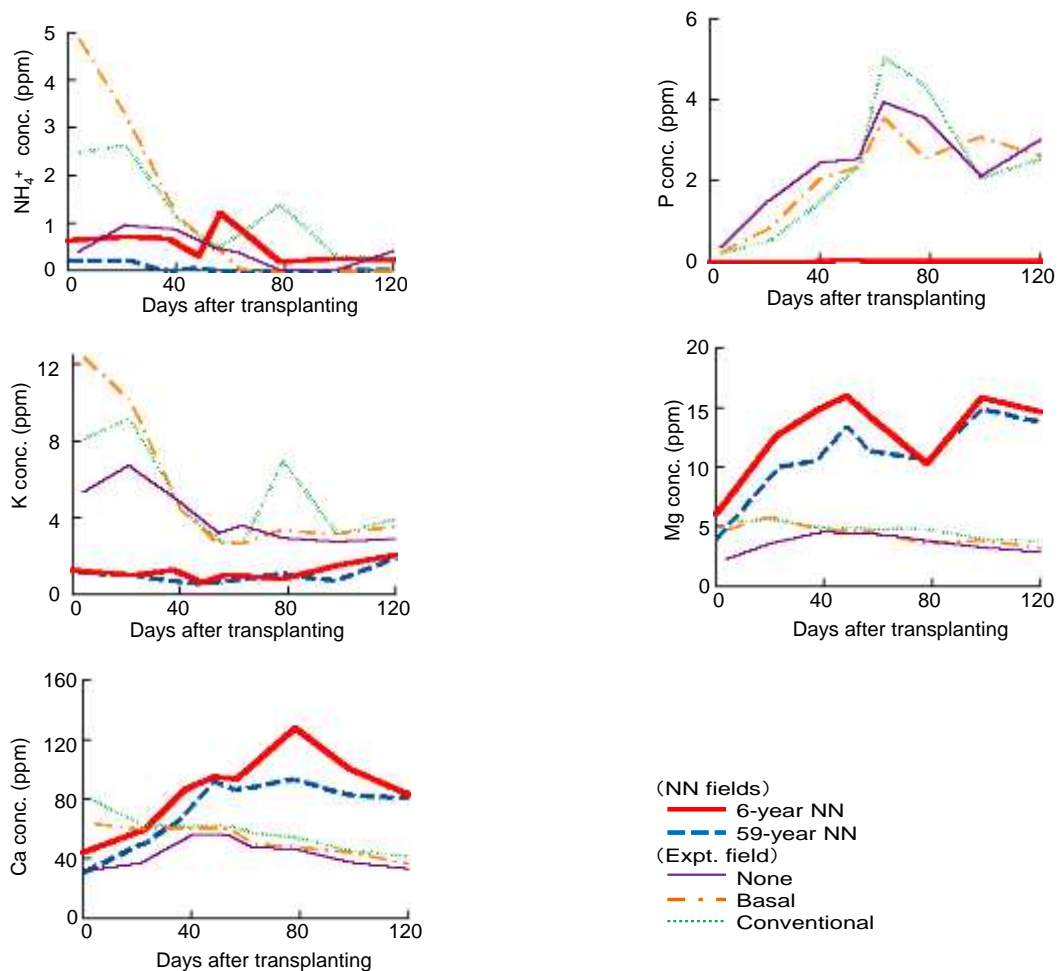 5
4
3
2
1
0
NH₄⁺ conc. (ppm)
0 40 80 120
Days after transplanting
6
4
2
0
P conc. (ppm)
0 40 80 120
Days after transplanting
12
8
4
0
K conc. (ppm)
0 40 80 120
Days after transplanting
20
15
10
5
0
Mg conc. (ppm)
0 40 80 120
Days after transplanting
160
120
80
40
0
Ca conc. (ppm)
0 40 80 120
Days after transplanting
(NN fields)
6-year NN
59-year NN
(Expt. field)
None
Basal
Conventional